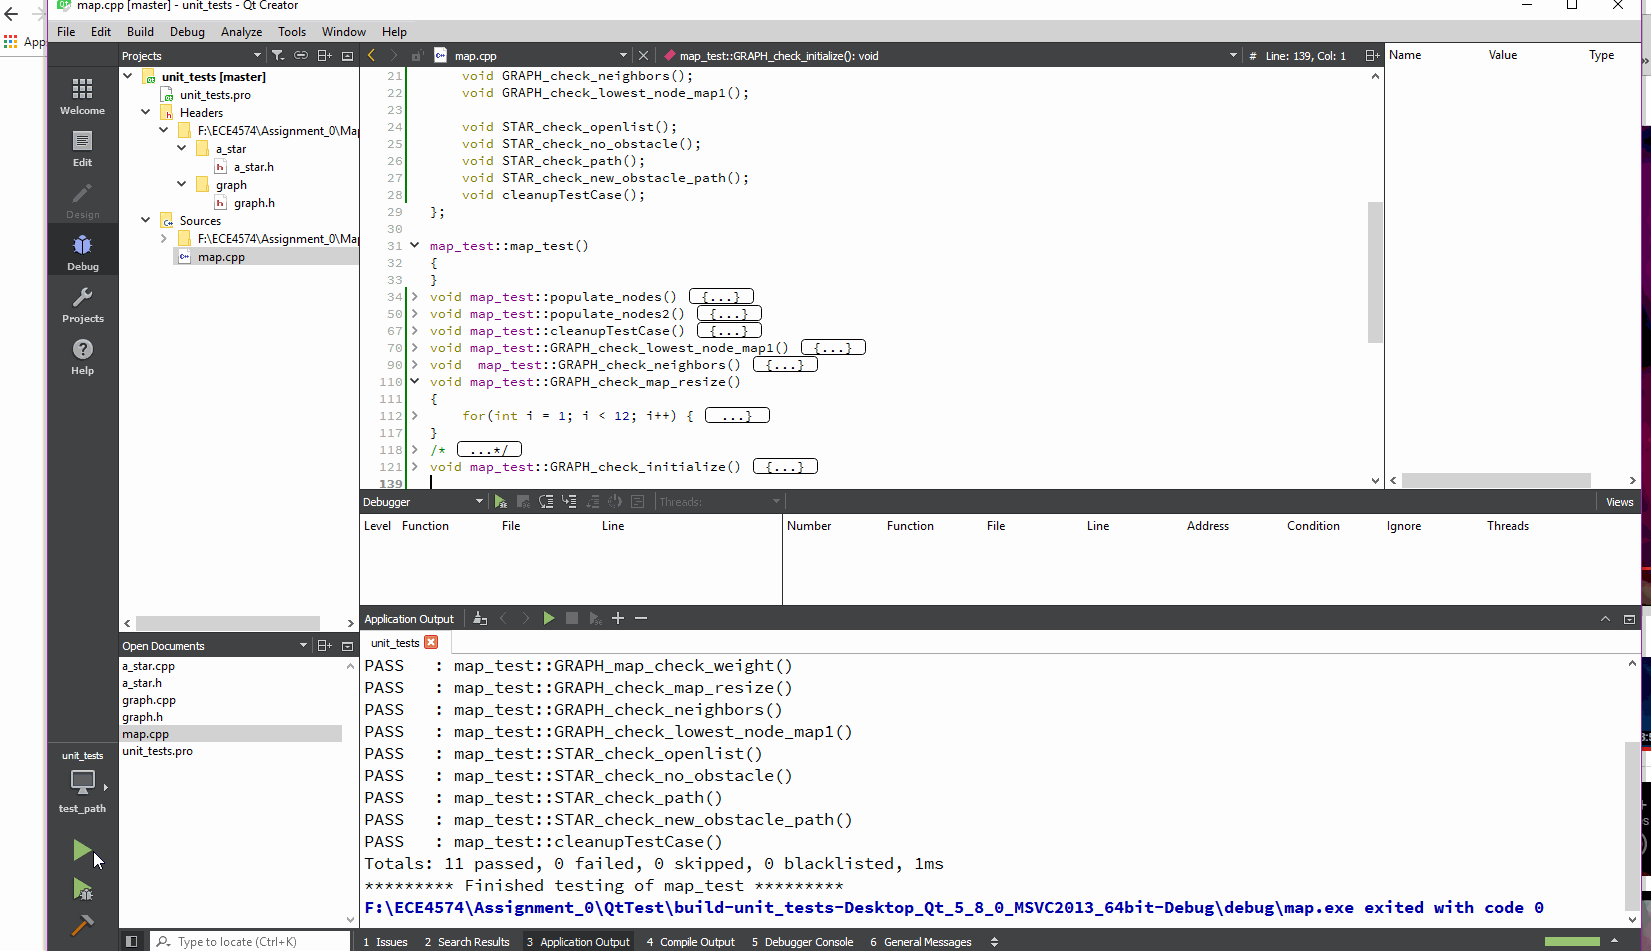 map.cpp [master] - unit_tests - Qt Creator
File Edit Build Debug Analyze Tools Window Help
App
Welcome
Edit
Design
Debug
Projects
Help
unit_tests
test_path
Projects
unit_tests [master]
unit_tests.pro
Headers
F:\ECE4574\Assignment_0\Ma
a_star
a_star.h
graph
graph.h
Sources
F:\ECE4574\Assignment_0\Ma
map.cpp
Open Documents
a_star.cpp
a_star.h
graph.cpp
graph.h
map.cpp
unit_tests.pro
map.cpp map_test::GRAPH_check_initialize(): void # Line: 139, Col: 1
21 void GRAPH_check_neighbors();
22 void GRAPH_check_lowest_node_map1();
23
24 void STAR_check_openlist();
25 void STAR_check_no_obstacle();
26 void STAR_check_path();
27 void STAR_check_new_obstacle_path();
28 void cleanupTestCase();
29 };
30
31 map_test::map_test()
32 {
33 }
34 void map_test::populate_nodes() {...}
50 void map_test::populate_nodes2() {...}
67 void map_test::cleanupTestCase() {...}
70 void map_test::GRAPH_check_lowest_node_map1() {...}
90 void  map_test::GRAPH_check_neighbors() {...}
110 void map_test::GRAPH_check_map_resize()
111 {
112 for(int i = 1; i < 12; i++) { ...}
117 }
118 /* ...*/
121 void map_test::GRAPH_check_initialize() {...}
139
Name Value Type
Debugger Threads: Views
Level Function File Line
Number Function File Line Address Condition Ignore Threads
Application Output
unit_tests
PASS   : map_test::GRAPH_map_check_weight()
PASS   : map_test::GRAPH_check_map_resize()
PASS   : map_test::GRAPH_check_neighbors()
PASS   : map_test::GRAPH_check_lowest_node_map1()
PASS   : map_test::STAR_check_openlist()
PASS   : map_test::STAR_check_no_obstacle()
PASS   : map_test::STAR_check_path()
PASS   : map_test::STAR_check_new_obstacle_path()
PASS   : map_test::cleanupTestCase()
Totals: 11 passed, 0 failed, 0 skipped, 0 blacklisted, 1ms
********* Finished testing of map_test *********
F:\ECE4574\Assignment_0\QtTest\build-unit_tests-Desktop_Qt_5_8_0_MSVC2013_64bit-Debug\debug\map.exe exited with code 0
Type to locate (Ctrl+K) 1 Issues 2 Search Results 3 Application Output 4 Compile Output 5 Debugger Console 6 General Messages